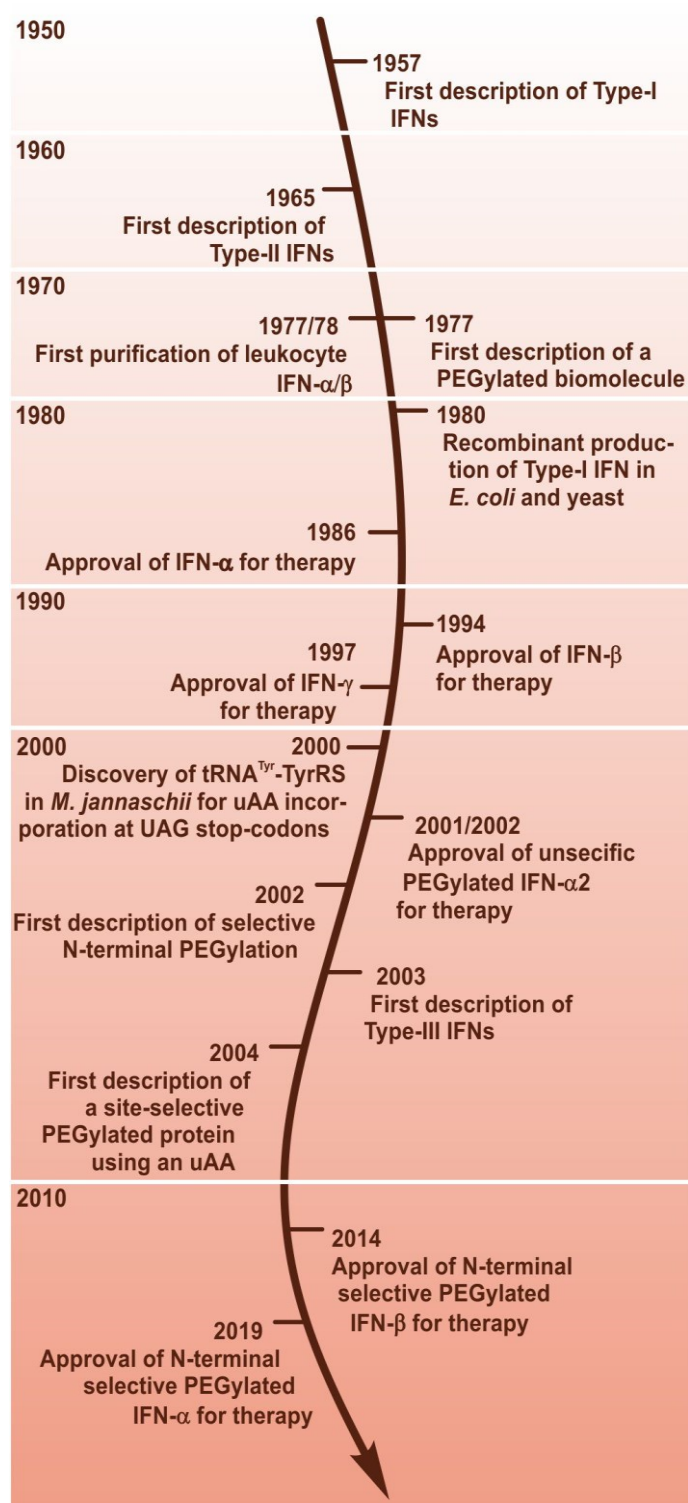 1950
1957
First description of Type-I
IFNs
1960
1965
First description of
Type-II IFNs
1970
1977/78
First purification of leukocyte
IFN-α/β
1977
First description of a
PEGylated biomolecule
1980
1980
Recombinant produc-
tion of Type-I IFN in
E. coli and yeast
1986
Approval of IFN-α for therapy
1990
1994
Approval of IFN-β
for therapy
1997
Approval of IFN-γ
for therapy
2000
2000
Discovery of tRNAᵀʸʳ-TyrRS
in M. jannaschii for uAA incor-
poration at UAG stop-codons
2001/2002
Approval of unsecific
PEGylated IFN-α2
for therapy
2002
First description of selective
N-terminal PEGylation
2003
First description of
Type-III IFNs
2004
First description of
a site-selective
PEGylated protein
using an uAA
2010
2014
Approval of N-terminal
selective PEGylated
IFN-β for therapy
2019
Approval of N-terminal
selective PEGylated
IFN-α for therapy